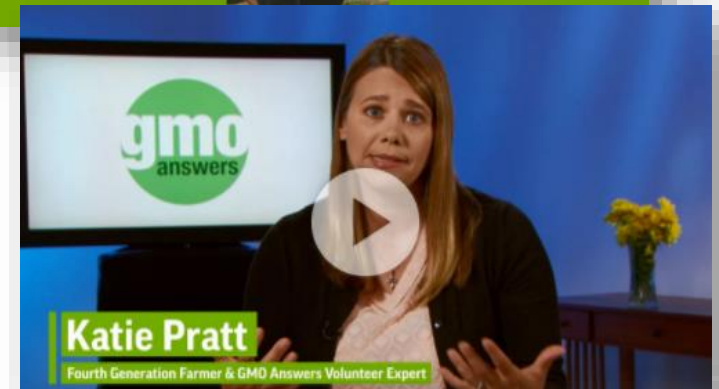 gmo
answers
Katie Pratt
Fourth Generation Farmer & GMO Answers Volunteer Expert